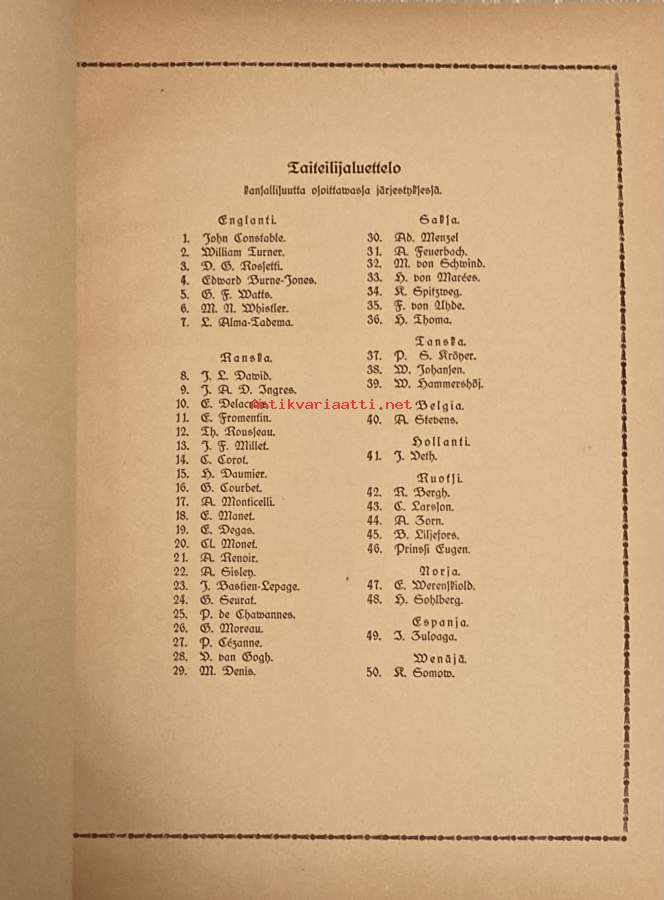 Taiteilijaluettelo
kansallisuutta osoittawassa järjestyksessä.
Englanti.
1. John Constable.
2. William Turner.
3. D. G. Rossetti.
4. Edward Burne-Jones.
5. G. F. Watts.
6. M. N. Whistler.
7. L. Alma-Tadema.
Ranska.
8. J. L. Dawid.
9. J. A. D. Ingres.
10. E. Delacroix.
11. E. Fromentin.
12. Th. Rousseau.
13. J. F. Millet.
14. C. Corot.
15. H. Daumier.
16. G. Courbet.
17. A. Monticelli.
18. E. Manet.
19. E. Degas.
20. Cl. Monet.
21. A. Renoir.
22. A. Sisley.
23. J. Bastien-Lepage.
24. G. Seurat.
25. P. de Chawannes.
26. G. Moreau.
27. P. Cézanne.
28. V. van Gogh.
29. M. Denis.
Saksa.
30. Ad. Menzel
31. A. Feuerbach.
32. M. von Schwind.
33. H. von Marées.
34. K. Spitzweg.
35. F. von Uhde.
36. H. Thoma.
Tanska.
37. P. S. Kröyer.
38. W. Johansen.
39. W. Hammershöj.
Belgia.
40. A. Stevens.
Hollanti.
41. J. Veth.
Ruotsi.
42. R. Bergh.
43. C. Larsson.
44. A. Zorn.
45. B. Liljefors.
46. Prinssi Eugen.
Norja.
47. E. Werenskiold.
48. H. Sohlberg.
Espanja.
49. I. Zuloaga.
Wenäjä.
50. K. Somow.
Antikvariaatti.net